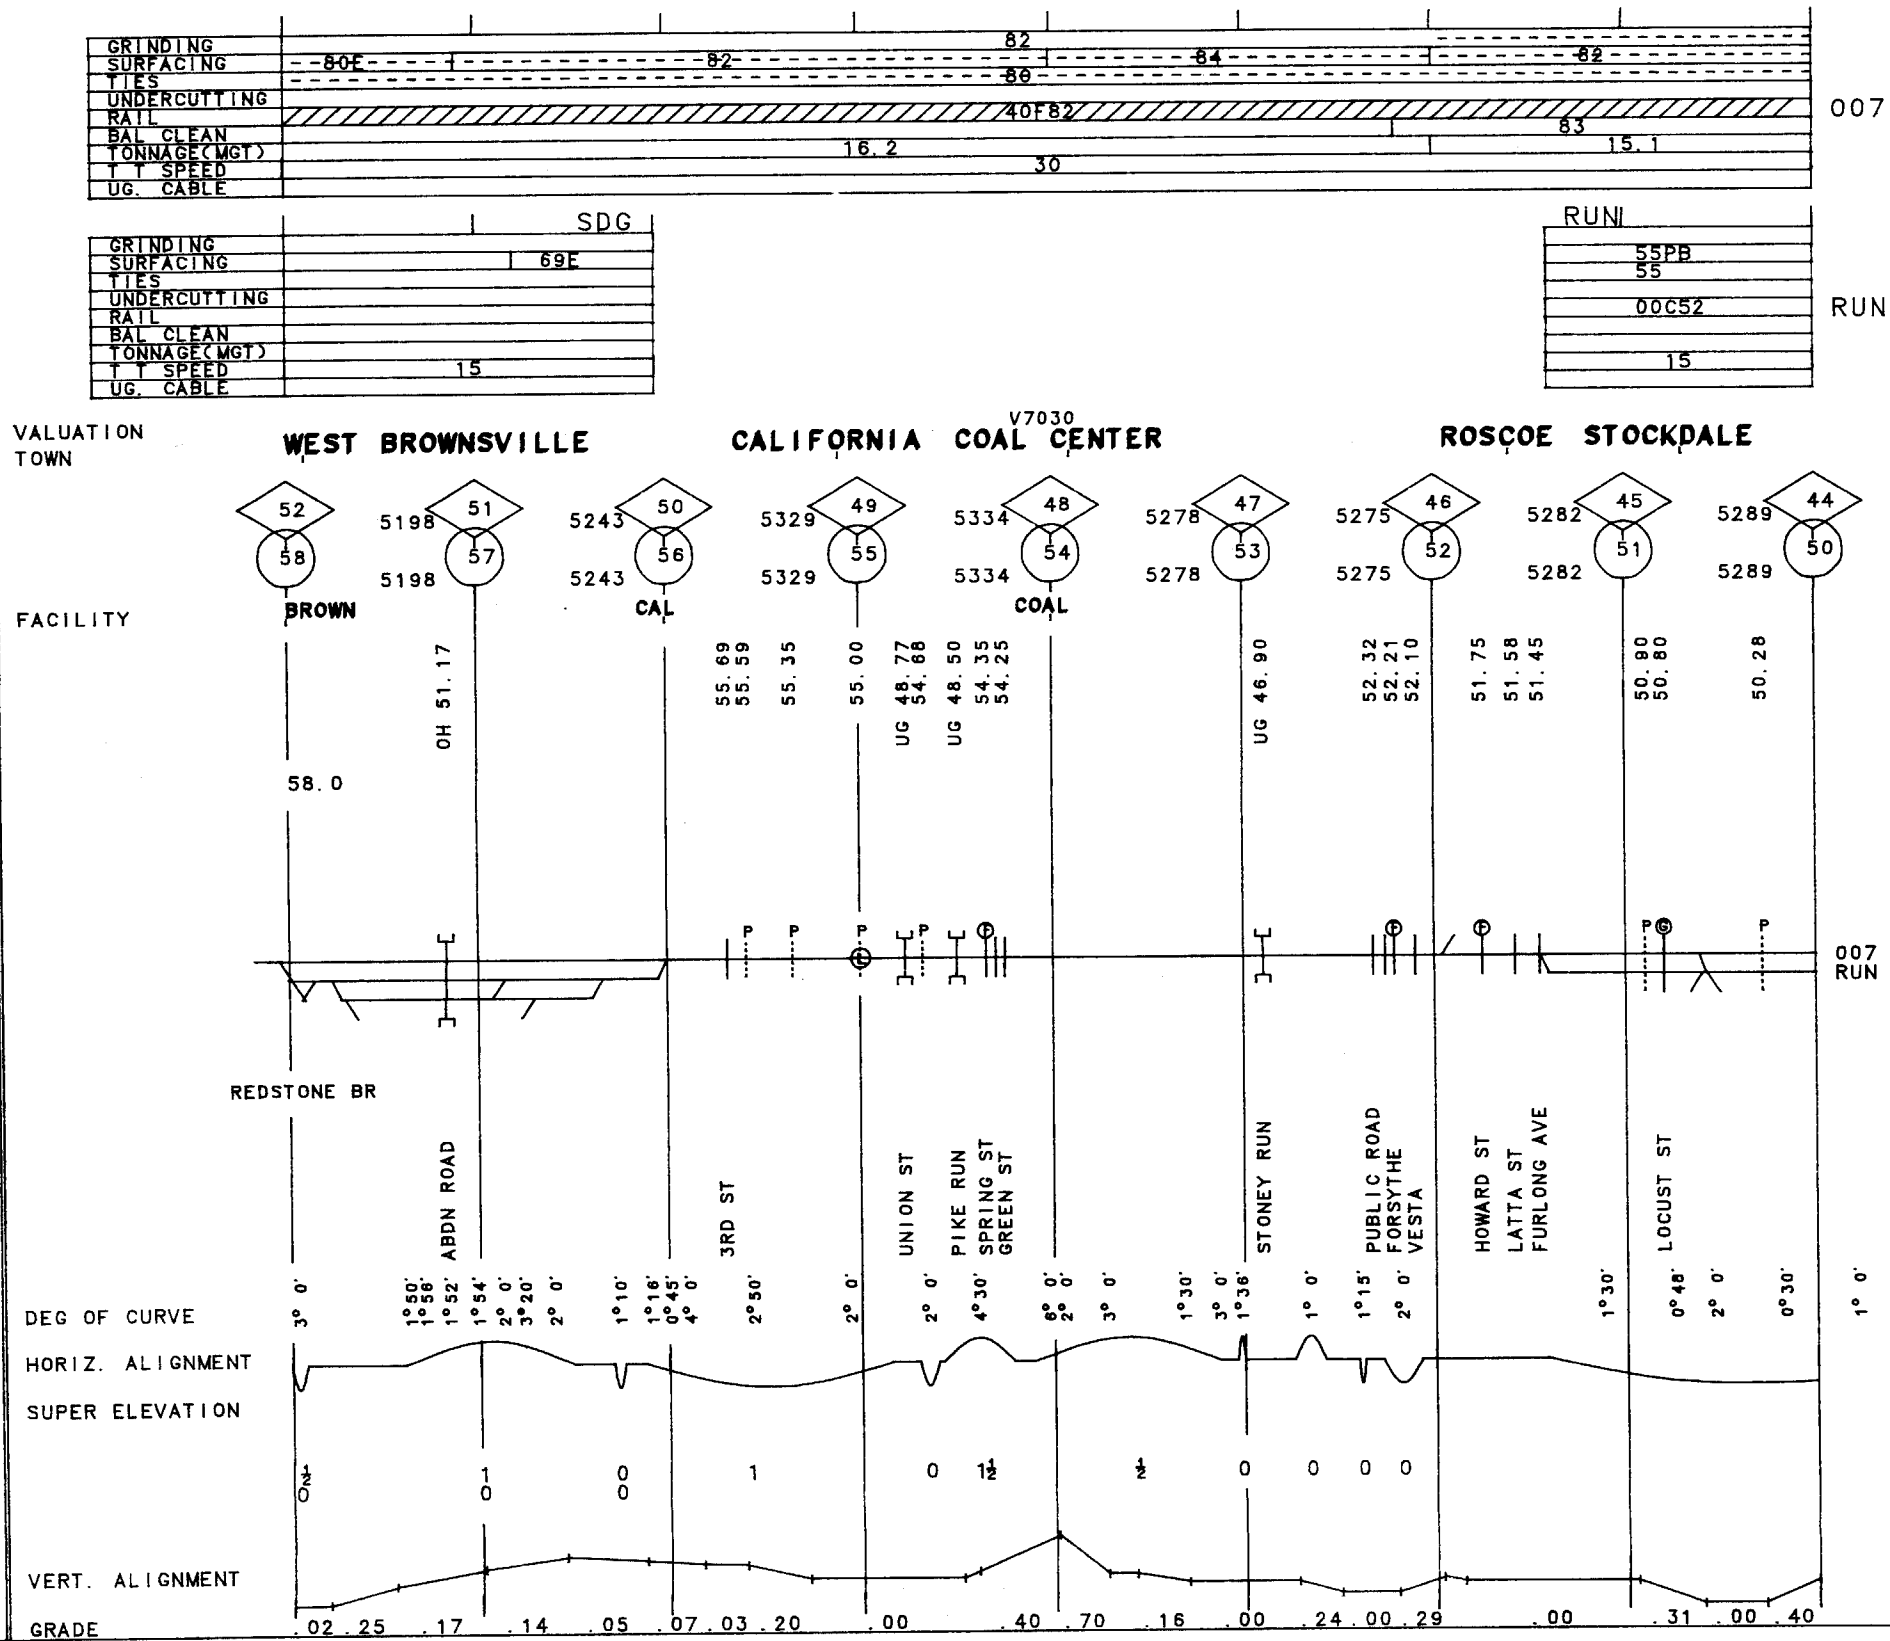 GRINDING 82
SURFACING 80E 82 84 82
TIES 80
UNDERCUTTING
RAIL 40F82 007
BAL CLEAN 83
TONNAGE(MGT) 16.2 15.1
T T SPEED 30
UG. CABLE
SDG RUN
GRINDING
SURFACING 69E 55PB
TIES 55
UNDERCUTTING
RAIL 00C52 RUN
BAL CLEAN
TONNAGE(MGT)
T T SPEED 15 15
UG. CABLE
VALUATION V7030
TOWN WEST BROWNSVILLE CALIFORNIA COAL CENTER ROSCOE STOCKDALE
52 5198 51 5243 50 5329 49 5334 48 5278 47 5275 46 5282 45 5289 44
58 5198 57 5243 56 5329 55 5334 54 5278 53 5275 52 5282 51 5289 50
FACILITY BROWN CAL COAL
OH 51.17
55.69
55.59
55.35
55.00
UG 48.77
54.68
UG 48.50
54.35
54.25
UG 46.90
52.32
52.21
52.10
51.75
51.58
51.45
50.90
50.80
50.28
58.0
P P P P F F F P G P
L
007
RUN
REDSTONE BR
ABDN ROAD
3RD ST
UNION ST
PIKE RUN
SPRING ST
GREEN ST
STONEY RUN
PUBLIC ROAD
FORSYTHE
VESTA
HOWARD ST
LATTA ST
FURLONG AVE
LOCUST ST
DEG OF CURVE 3° 0' 1°50' 1°56' 1°52' 1°54' 2° 0' 3°20' 2° 0' 1°10' 1°16' 0°45' 4° 0' 2°50' 2° 0' 2° 0' 4°30' 6° 0' 2° 0' 3° 0' 1°30' 3° 0' 1°36' 1° 0' 1°15' 2° 0' 1°30' 0°48' 2° 0' 0°30' 1° 0'
HORIZ. ALIGNMENT
SUPER ELEVATION
½ 1 0 1 0 1½ ½ 0 0 0 0
0 0 0
VERT. ALIGNMENT
GRADE .02 .25 .17 .14 .05 .07 .03 .20 .00 .40 .70 .16 .00 .24 .00 .29 .00 .31 .00 .40